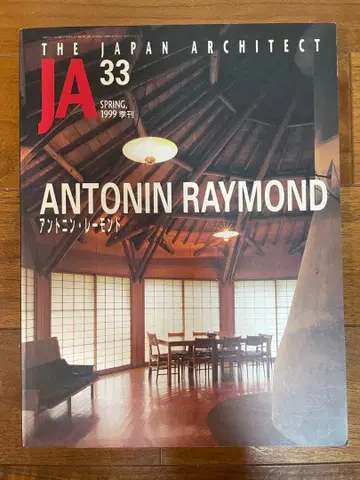 THE JAPAN ARCHITECT
JA
33
SPRING,
1999 季刊
ANTONIN RAYMOND
アントニン・レーモンド